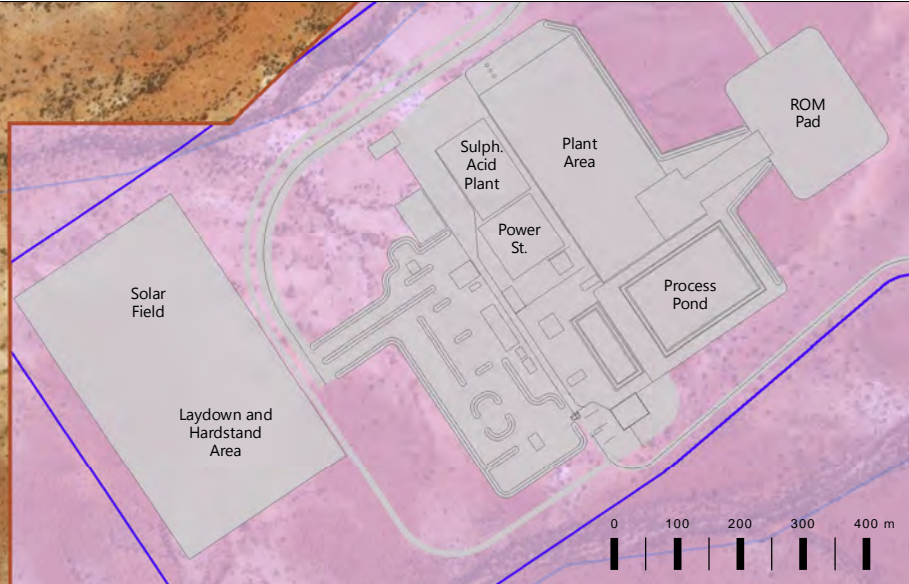 ROM
Pad
Sulph.
Acid
Plant
Plant
Area
Power
St.
Solar
Field
Process
Pond
Laydown and
Hardstand
Area
0 100 200 300 400 m